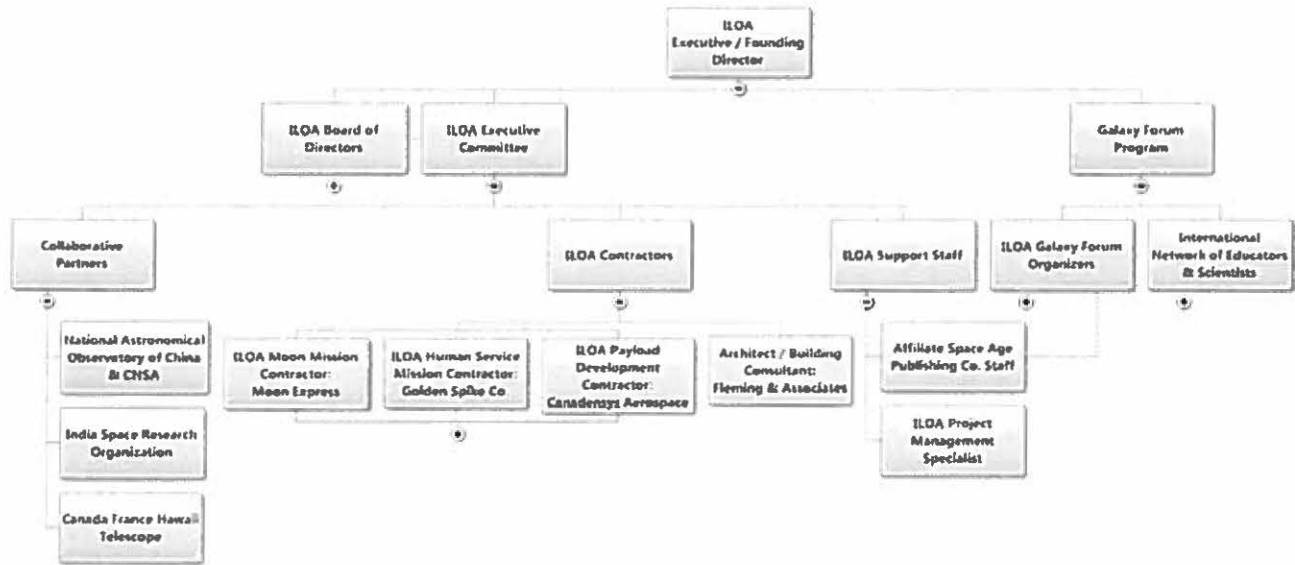 ILOA
Executive / Founding
Director
ILOA Board of
Directors
ILOA Executive
Committee
Galaxy Forum
Program
Collaborative
Partners
ILOA Contractors
ILOA Support Staff
ILOA Galaxy Forum
Organizers
International
Network of Educators
& Scientists
National Astronomical
Observatory of China
& CNSA
ILOA Moon Mission
Contractor:
Moon Express
ILOA Human Service
Mission Contractor:
Golden Spike Co
ILOA Payload
Development
Contractor:
Canadensys Aerospace
Architect / Building
Consultant:
Fleming & Associates
Affiliate Space Age
Publishing Co. Staff
India Space Research
Organization
ILOA Project
Management
Specialist
Canada France Hawaii
Telescope